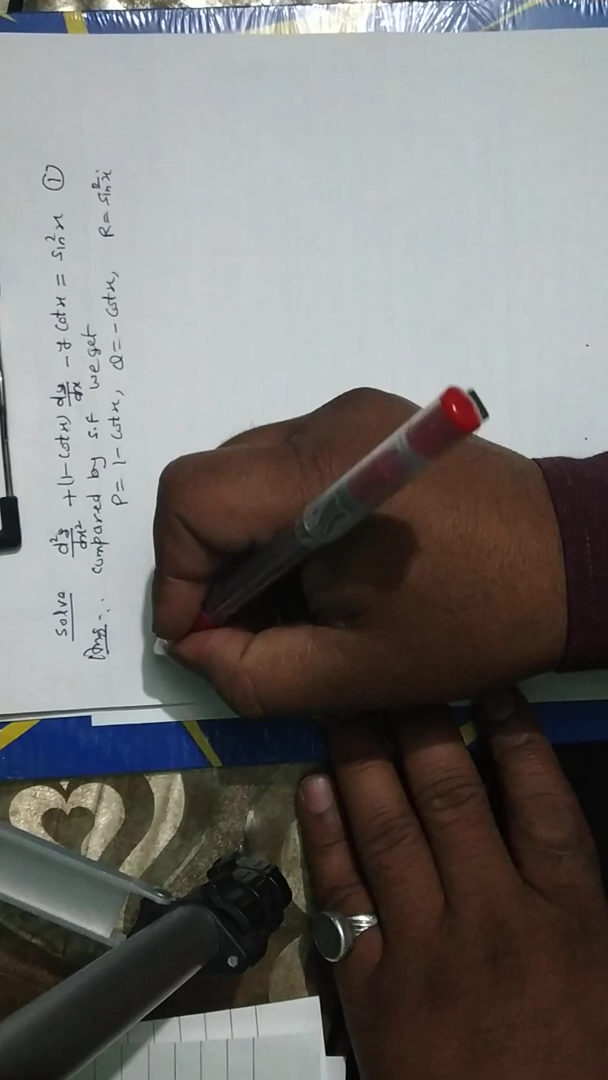 Solve d²y/dx² + (1-cotx) dy/dx - y cotx = sin²x ①
Ans:- compared by S.F we get
P = 1-cotx, Q = -cotx, R = sin²x